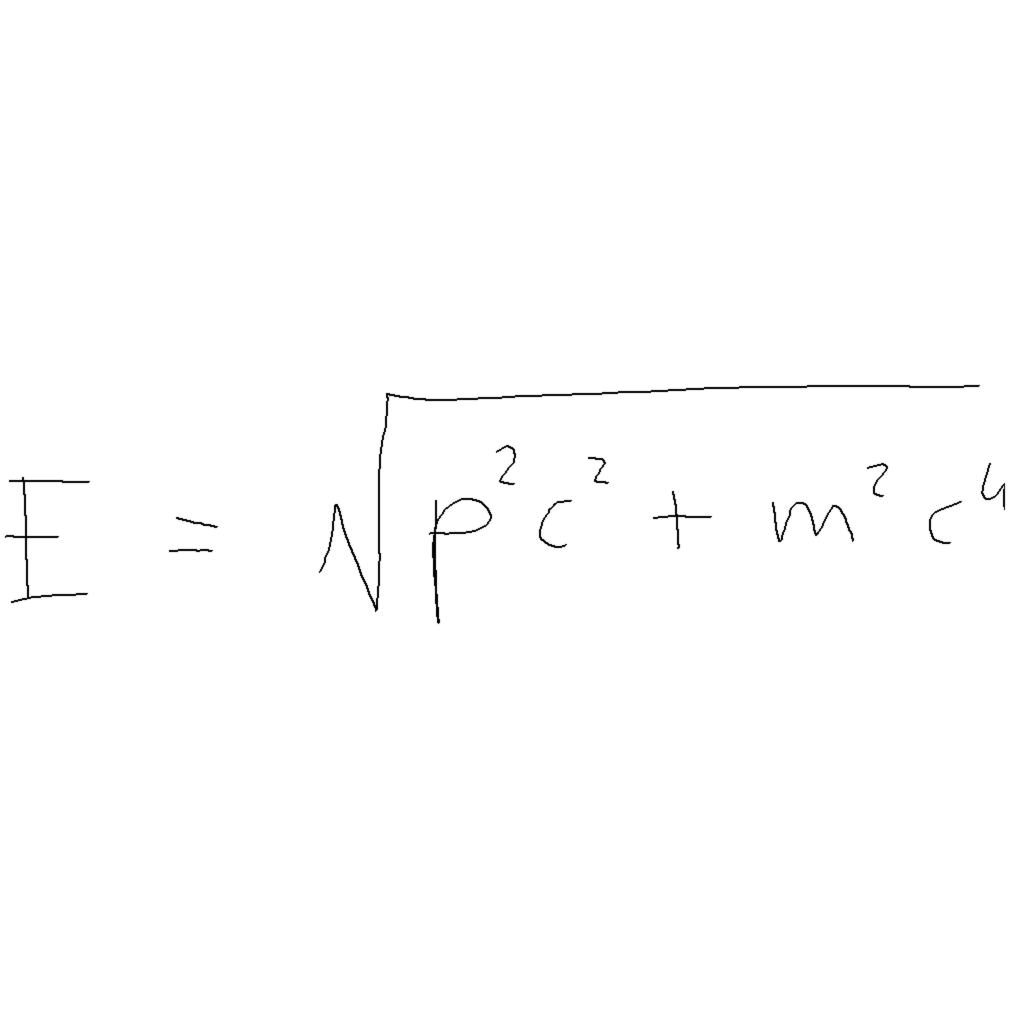 E = √(p²c² + m²c⁴)